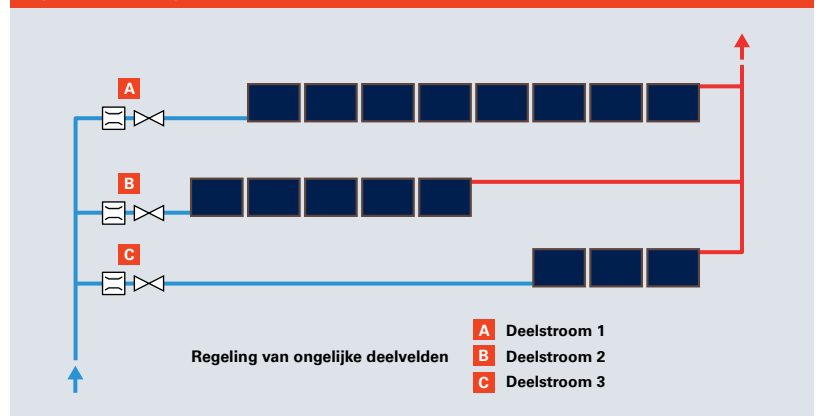 A
B
C
Regeling van ongelijke deelvelden
A Deelstroom 1
B Deelstroom 2
C Deelstroom 3